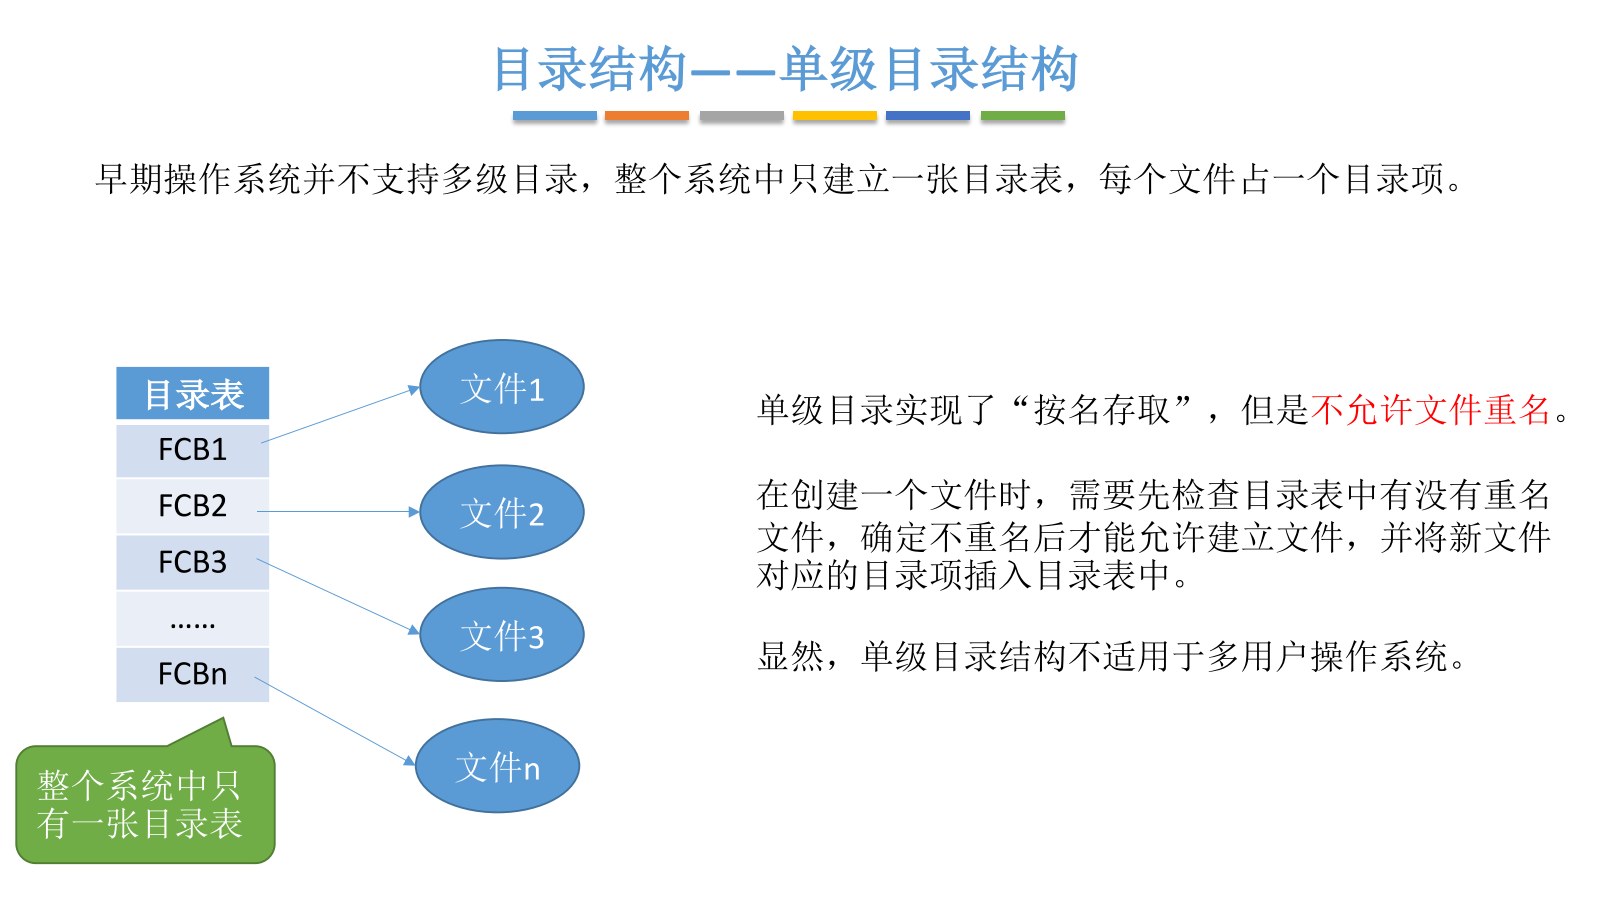 目录结构——单级目录结构
早期操作系统并不支持多级目录，整个系统中只建立一张目录表，每个文件占一个目录项。
目录表
FCB1
FCB2
FCB3
……
FCBn
文件1
文件2
文件3
文件n
整个系统中只
有一张目录表
单级目录实现了“按名存取”，但是不允许文件重名。
在创建一个文件时，需要先检查目录表中有没有重名
文件，确定不重名后才能允许建立文件，并将新文件
对应的目录项插入目录表中。
显然，单级目录结构不适用于多用户操作系统。